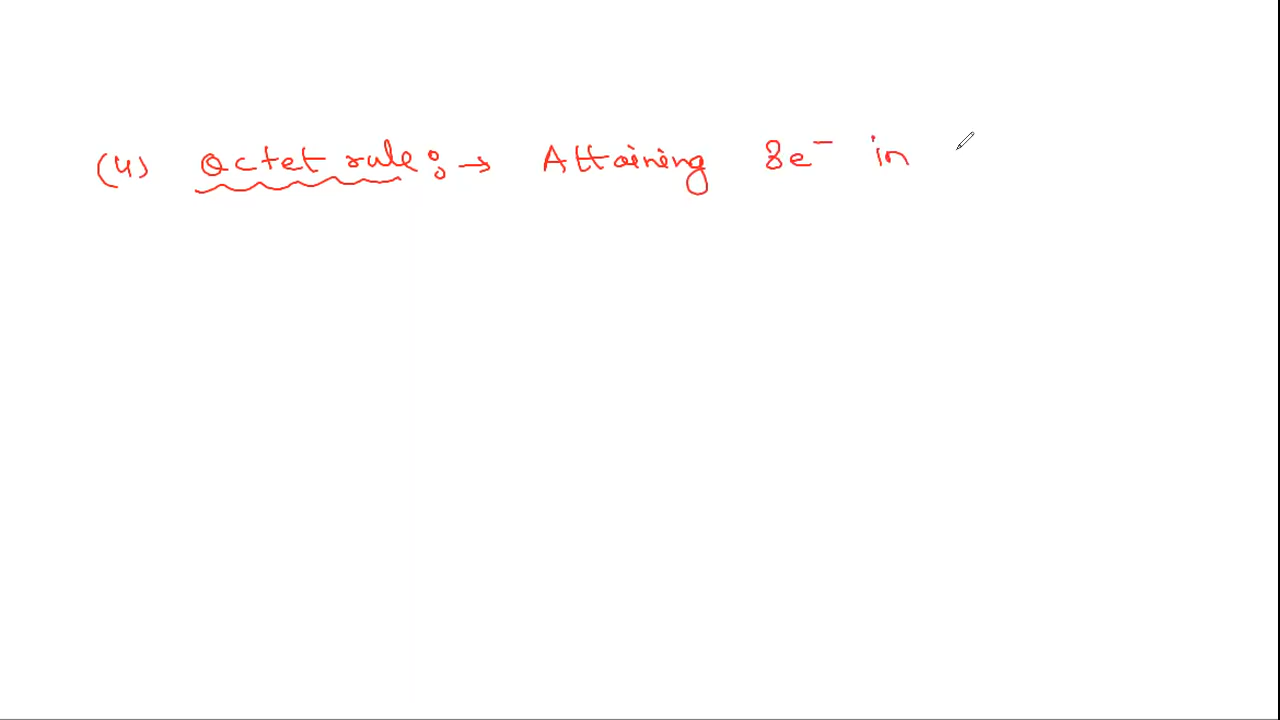 (4) Octet rule :→ Attaining 8e⁻ in